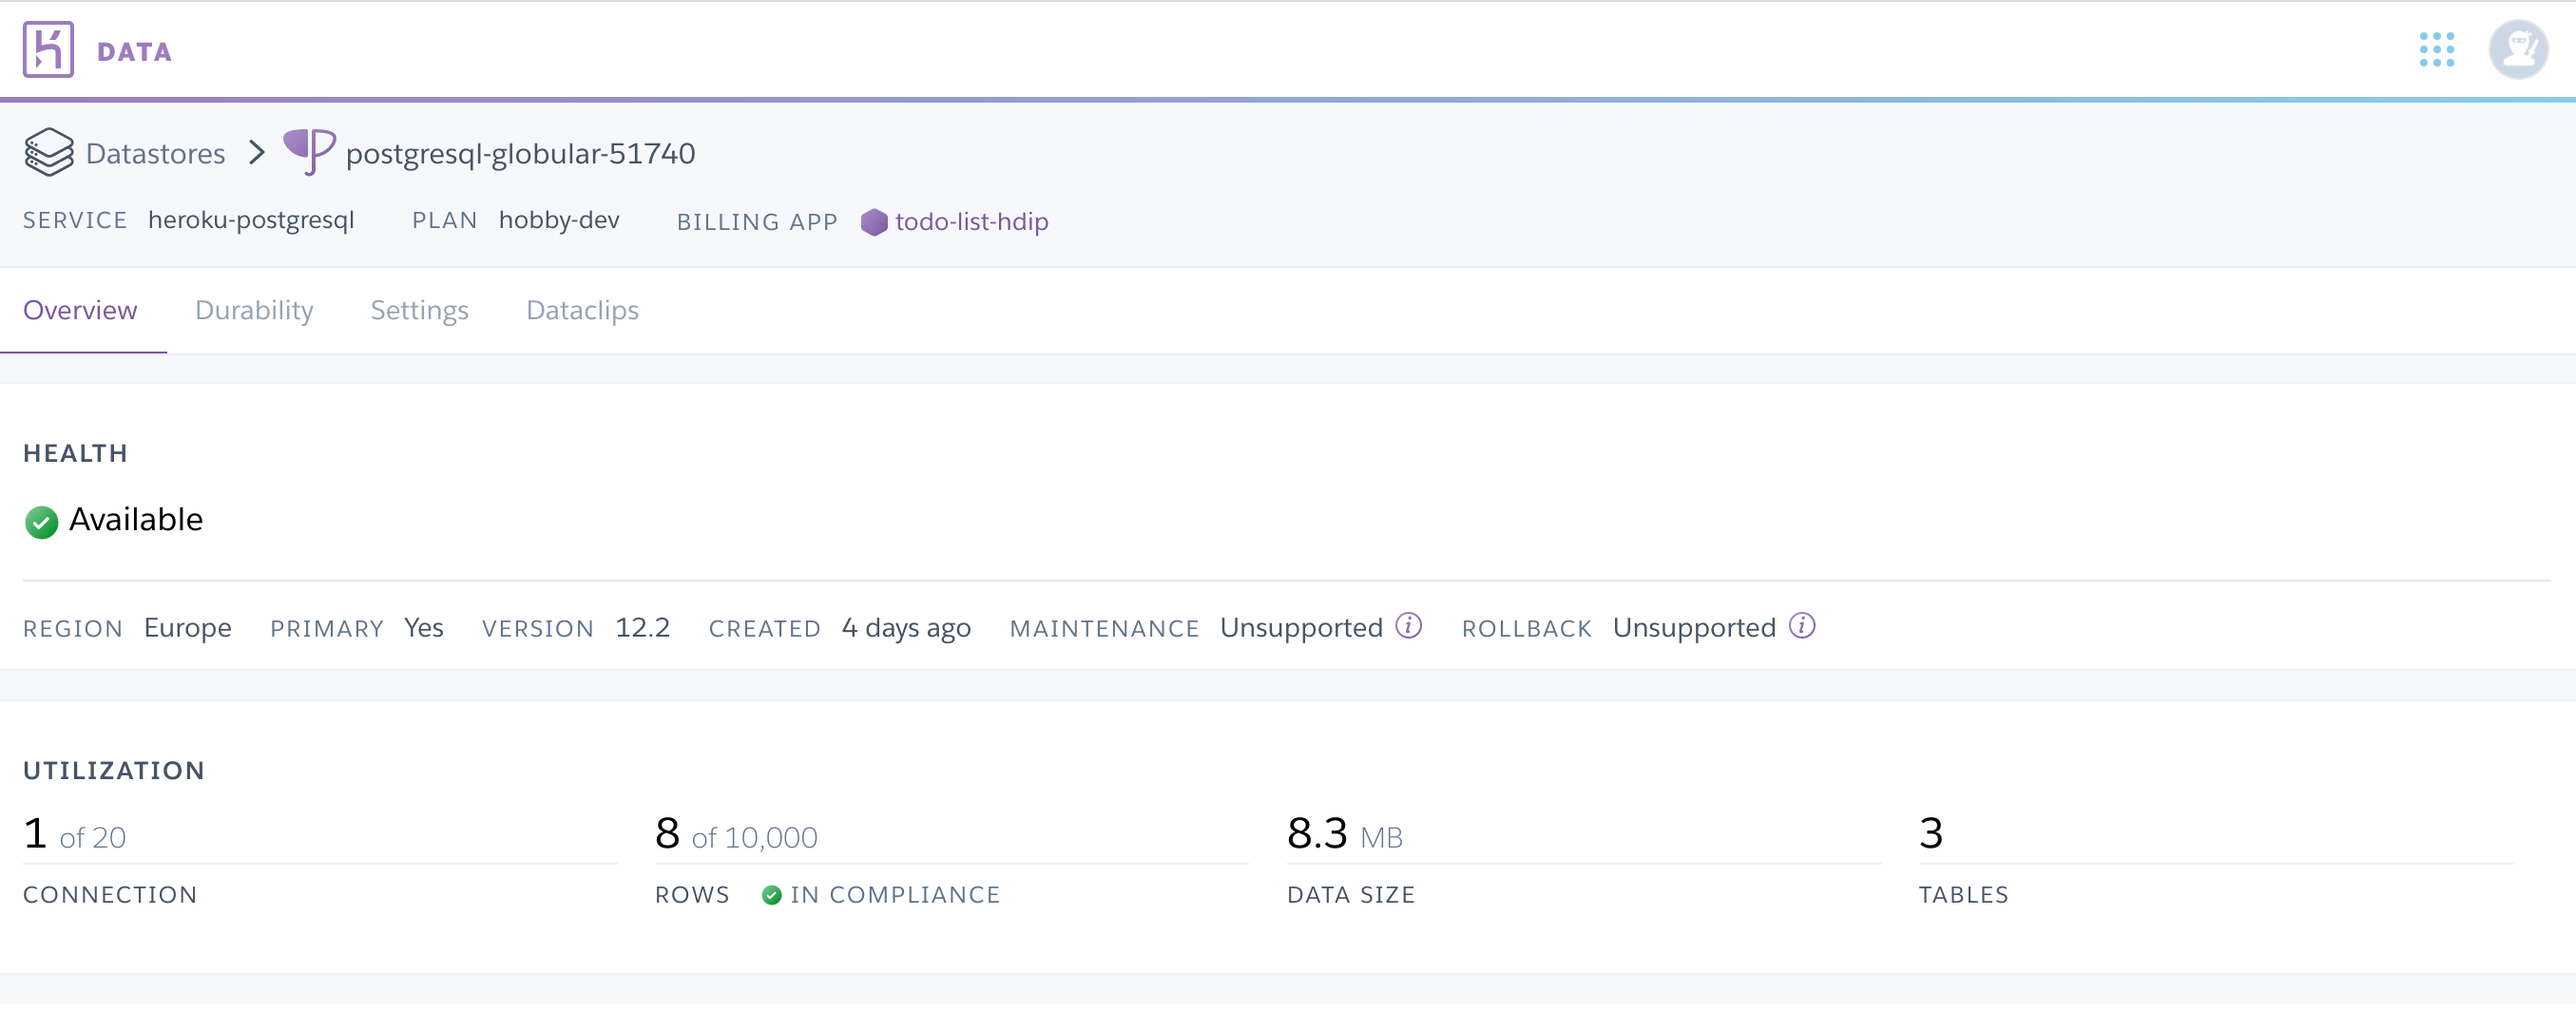 DATA
Datastores > postgresql-globular-51740
SERVICE heroku-postgresql PLAN hobby-dev BILLING APP todo-list-hdip
Overview Durability Settings Dataclips
HEALTH
Available
REGION Europe PRIMARY Yes VERSION 12.2 CREATED 4 days ago MAINTENANCE Unsupported i ROLLBACK Unsupported i
UTILIZATION
1 of 20 8 of 10,000 8.3 MB 3
CONNECTION ROWS IN COMPLIANCE DATA SIZE TABLES